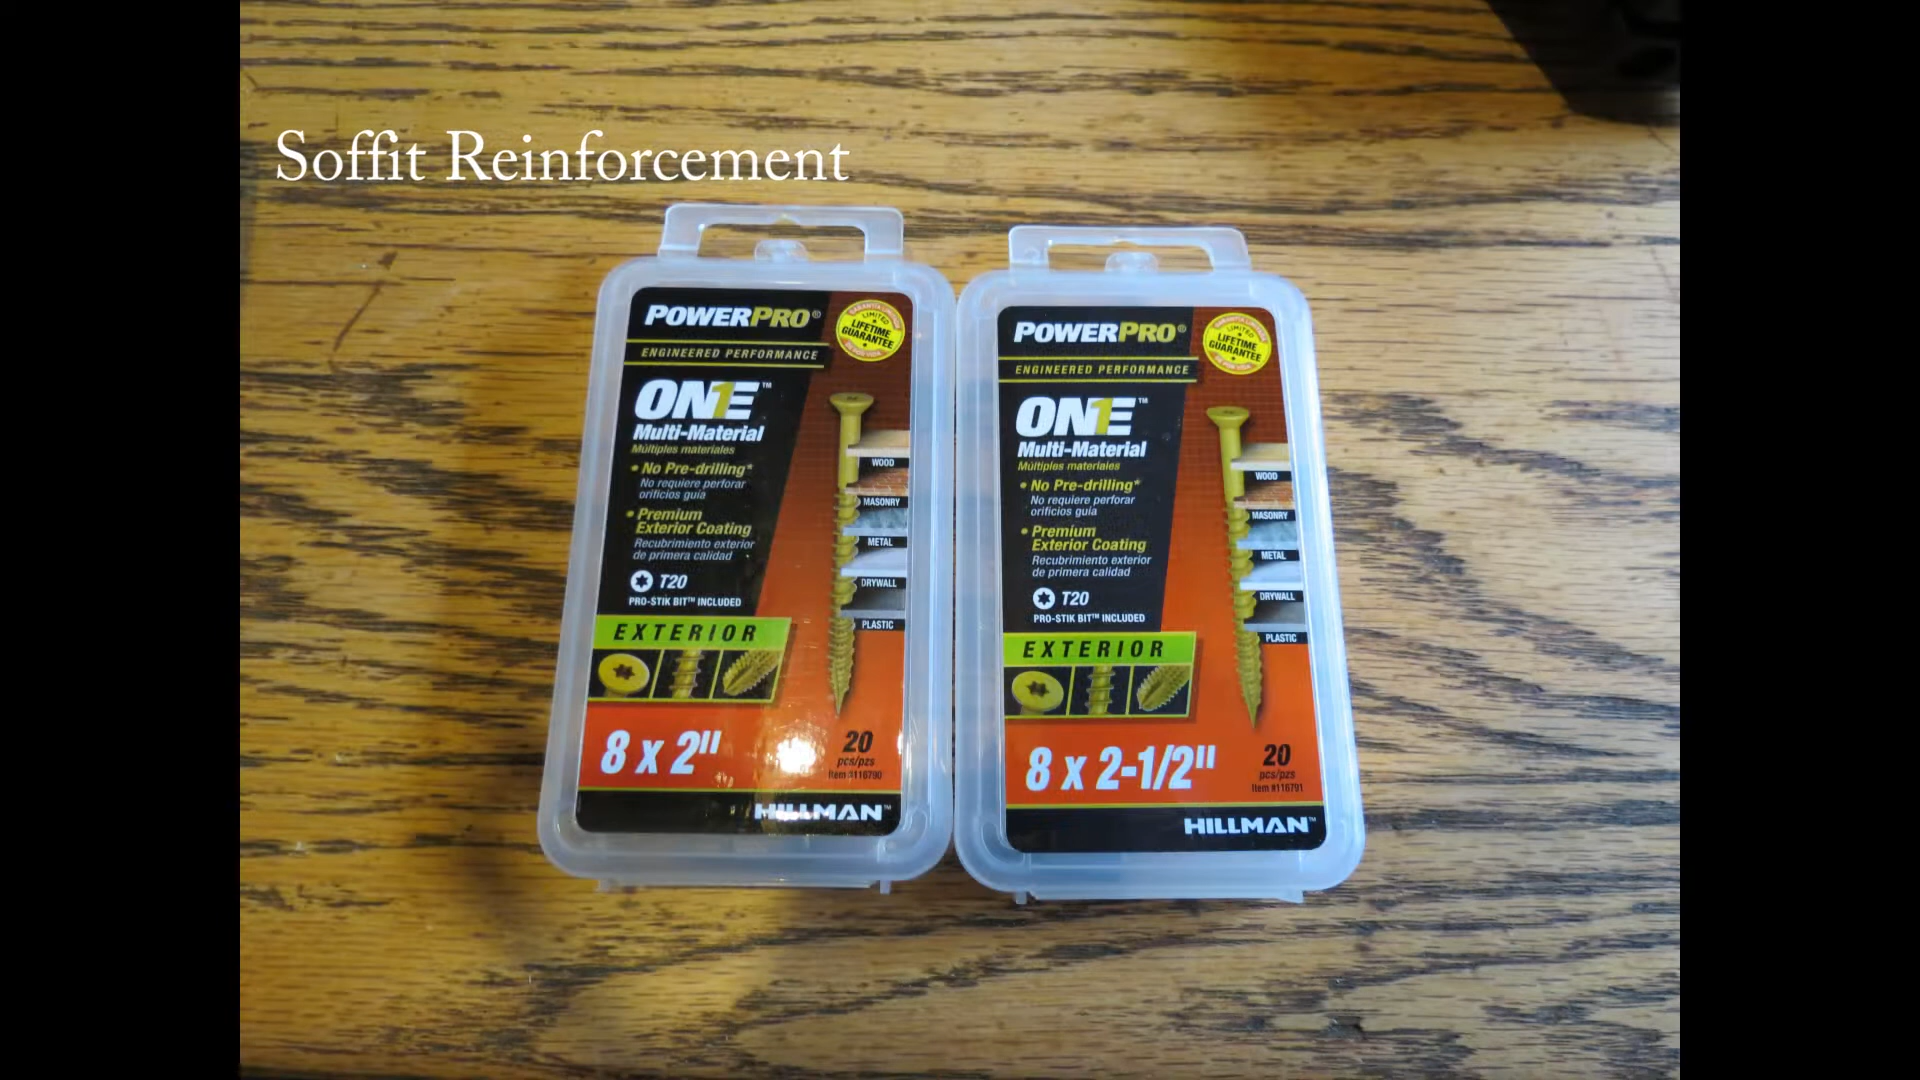 Soffit Reinforcement
POWERPRO®
ENGINEERED PERFORMANCE
LIMITED
LIFETIME
GUARANTEE
ONE™
Multi-Material
Múltiples materiales
• No Pre-drilling*
No requiere perforar
orificios guía
• Premium
Exterior Coating
Recubrimiento exterior
de primera calidad
T20
PRO-STIK BIT™ INCLUDED
WOOD
MASONRY
METAL
DRYWALL
PLASTIC
EXTERIOR
8 x 2"
20
pcs/pzs
Item #116790
HILLMAN™
POWERPRO®
ENGINEERED PERFORMANCE
LIMITED
LIFETIME
GUARANTEE
ONE™
Multi-Material
Múltiples materiales
• No Pre-drilling*
No requiere perforar
orificios guía
• Premium
Exterior Coating
Recubrimiento exterior
de primera calidad
T20
PRO-STIK BIT™ INCLUDED
WOOD
MASONRY
METAL
DRYWALL
PLASTIC
EXTERIOR
8 x 2-1/2"
20
pcs/pzs
Item #116791
HILLMAN™